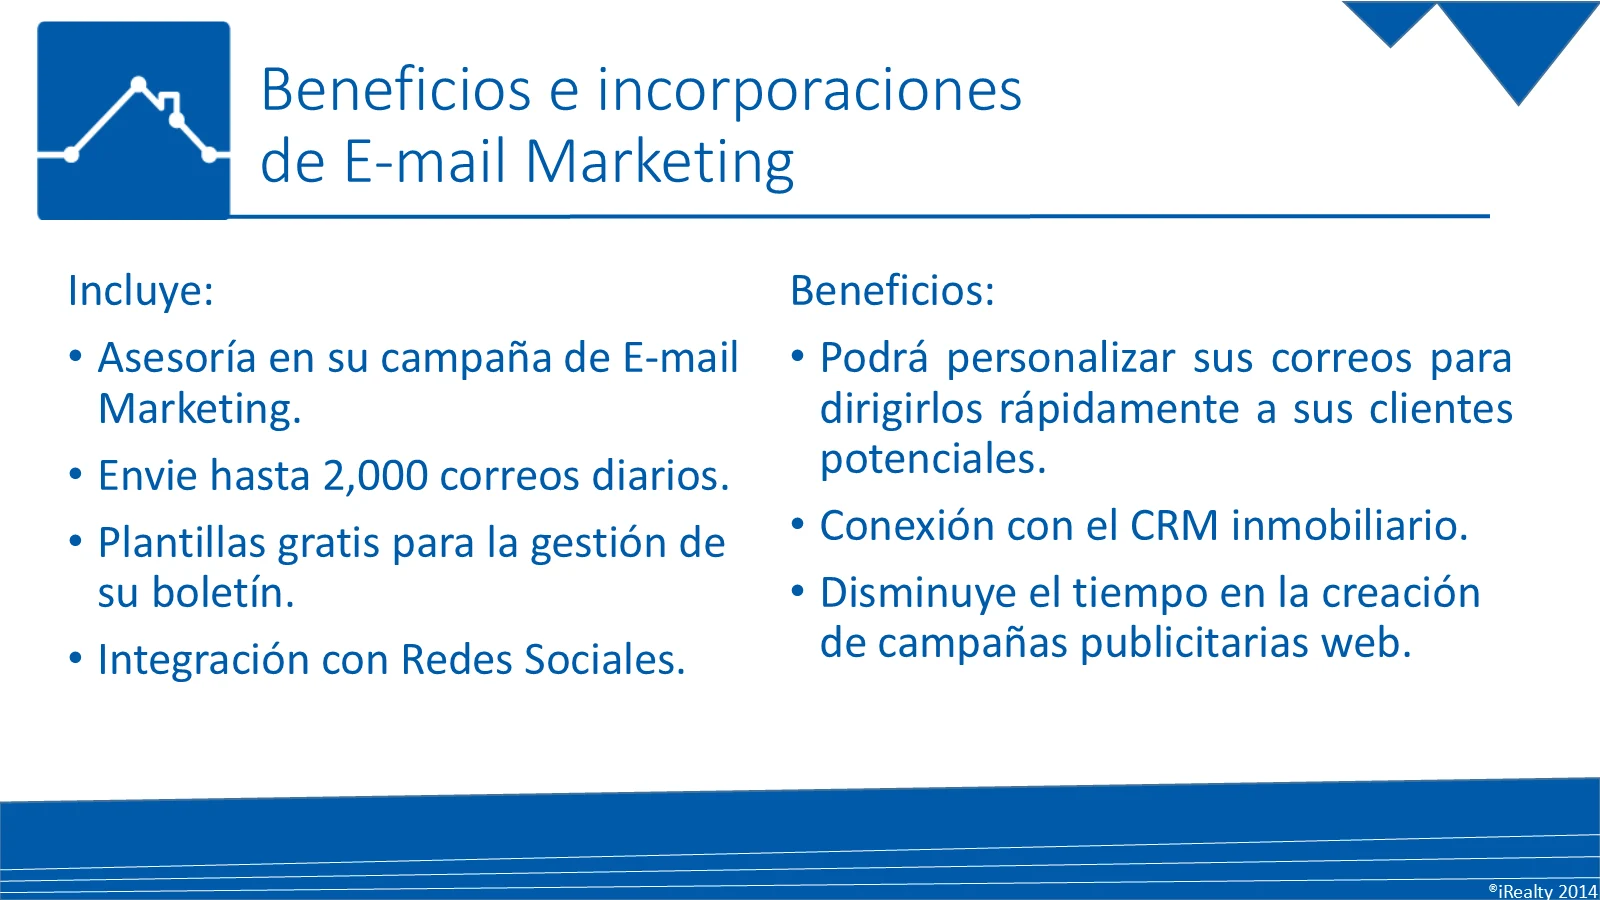 Beneficios e incorporaciones
de E-mail Marketing
Incluye:
• Asesoría en su campaña de E-mail
Marketing.
• Envie hasta 2,000 correos diarios.
• Plantillas gratis para la gestión de
su boletín.
• Integración con Redes Sociales.
Beneficios:
• Podrá personalizar sus correos para
dirigirlos rápidamente a sus clientes
potenciales.
• Conexión con el CRM inmobiliario.
• Disminuye el tiempo en la creación
de campañas publicitarias web.
®iRealty 2014